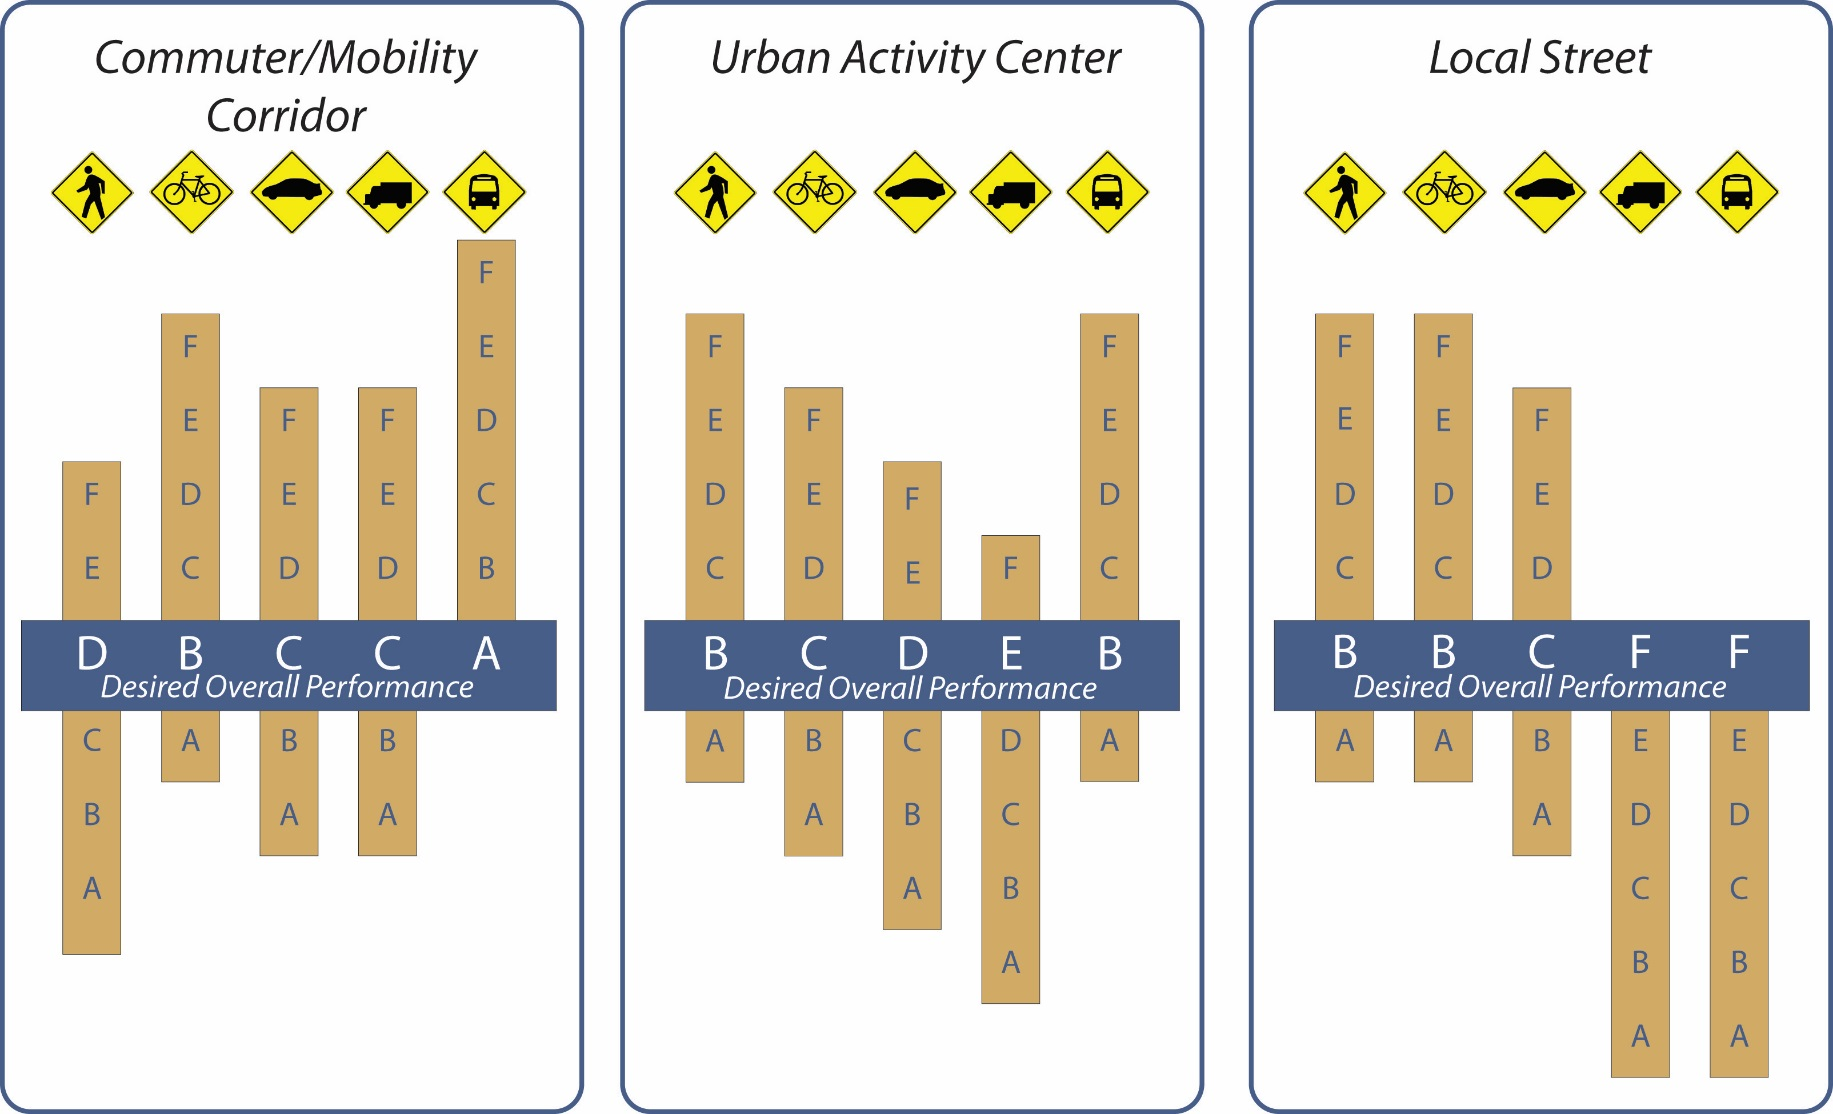 Commuter/Mobility
Corridor
F
F
E
F
F
E
D
F
E
E
D
C
E
D
C
D
D
B
D B C C A
Desired Overall Performance
C A B B
B A A
A
Urban Activity Center
F F
E F E
D E F D
C D E F C
B C D E B
Desired Overall Performance
A B C D A
A B C
A B
A
Local Street
F F
E E F
D D E
C C D
B B C F F
Desired Overall Performance
A A B E E
A D D
C C
B B
A A